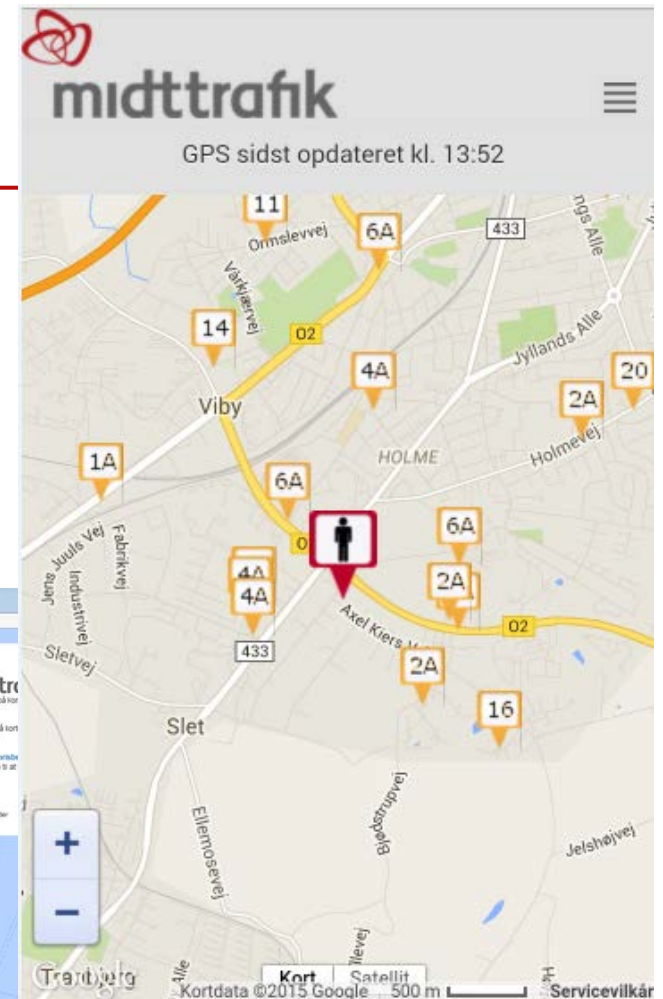 midttrafik
GPS sidst opdateret kl. 13:52
11
Ormslevvej
6A
433
Vårkjærvej
14
02
Jyllands Alle
4A
20
2A
Viby
Holmevej
HOLME
1A
6A
6A
Jens Juuls Vej
Fabrikvej
Industrivej
4A
2A
4A
Axel Kiers
02
433
Sletvej
2A
16
Slet
Ellemosevej
Bjødstrupvej
Jelshøjvej
+
−
Tranbjerg
Kort
Satellit
Kortdata ©2015 Google
500 m
Servicevilkår